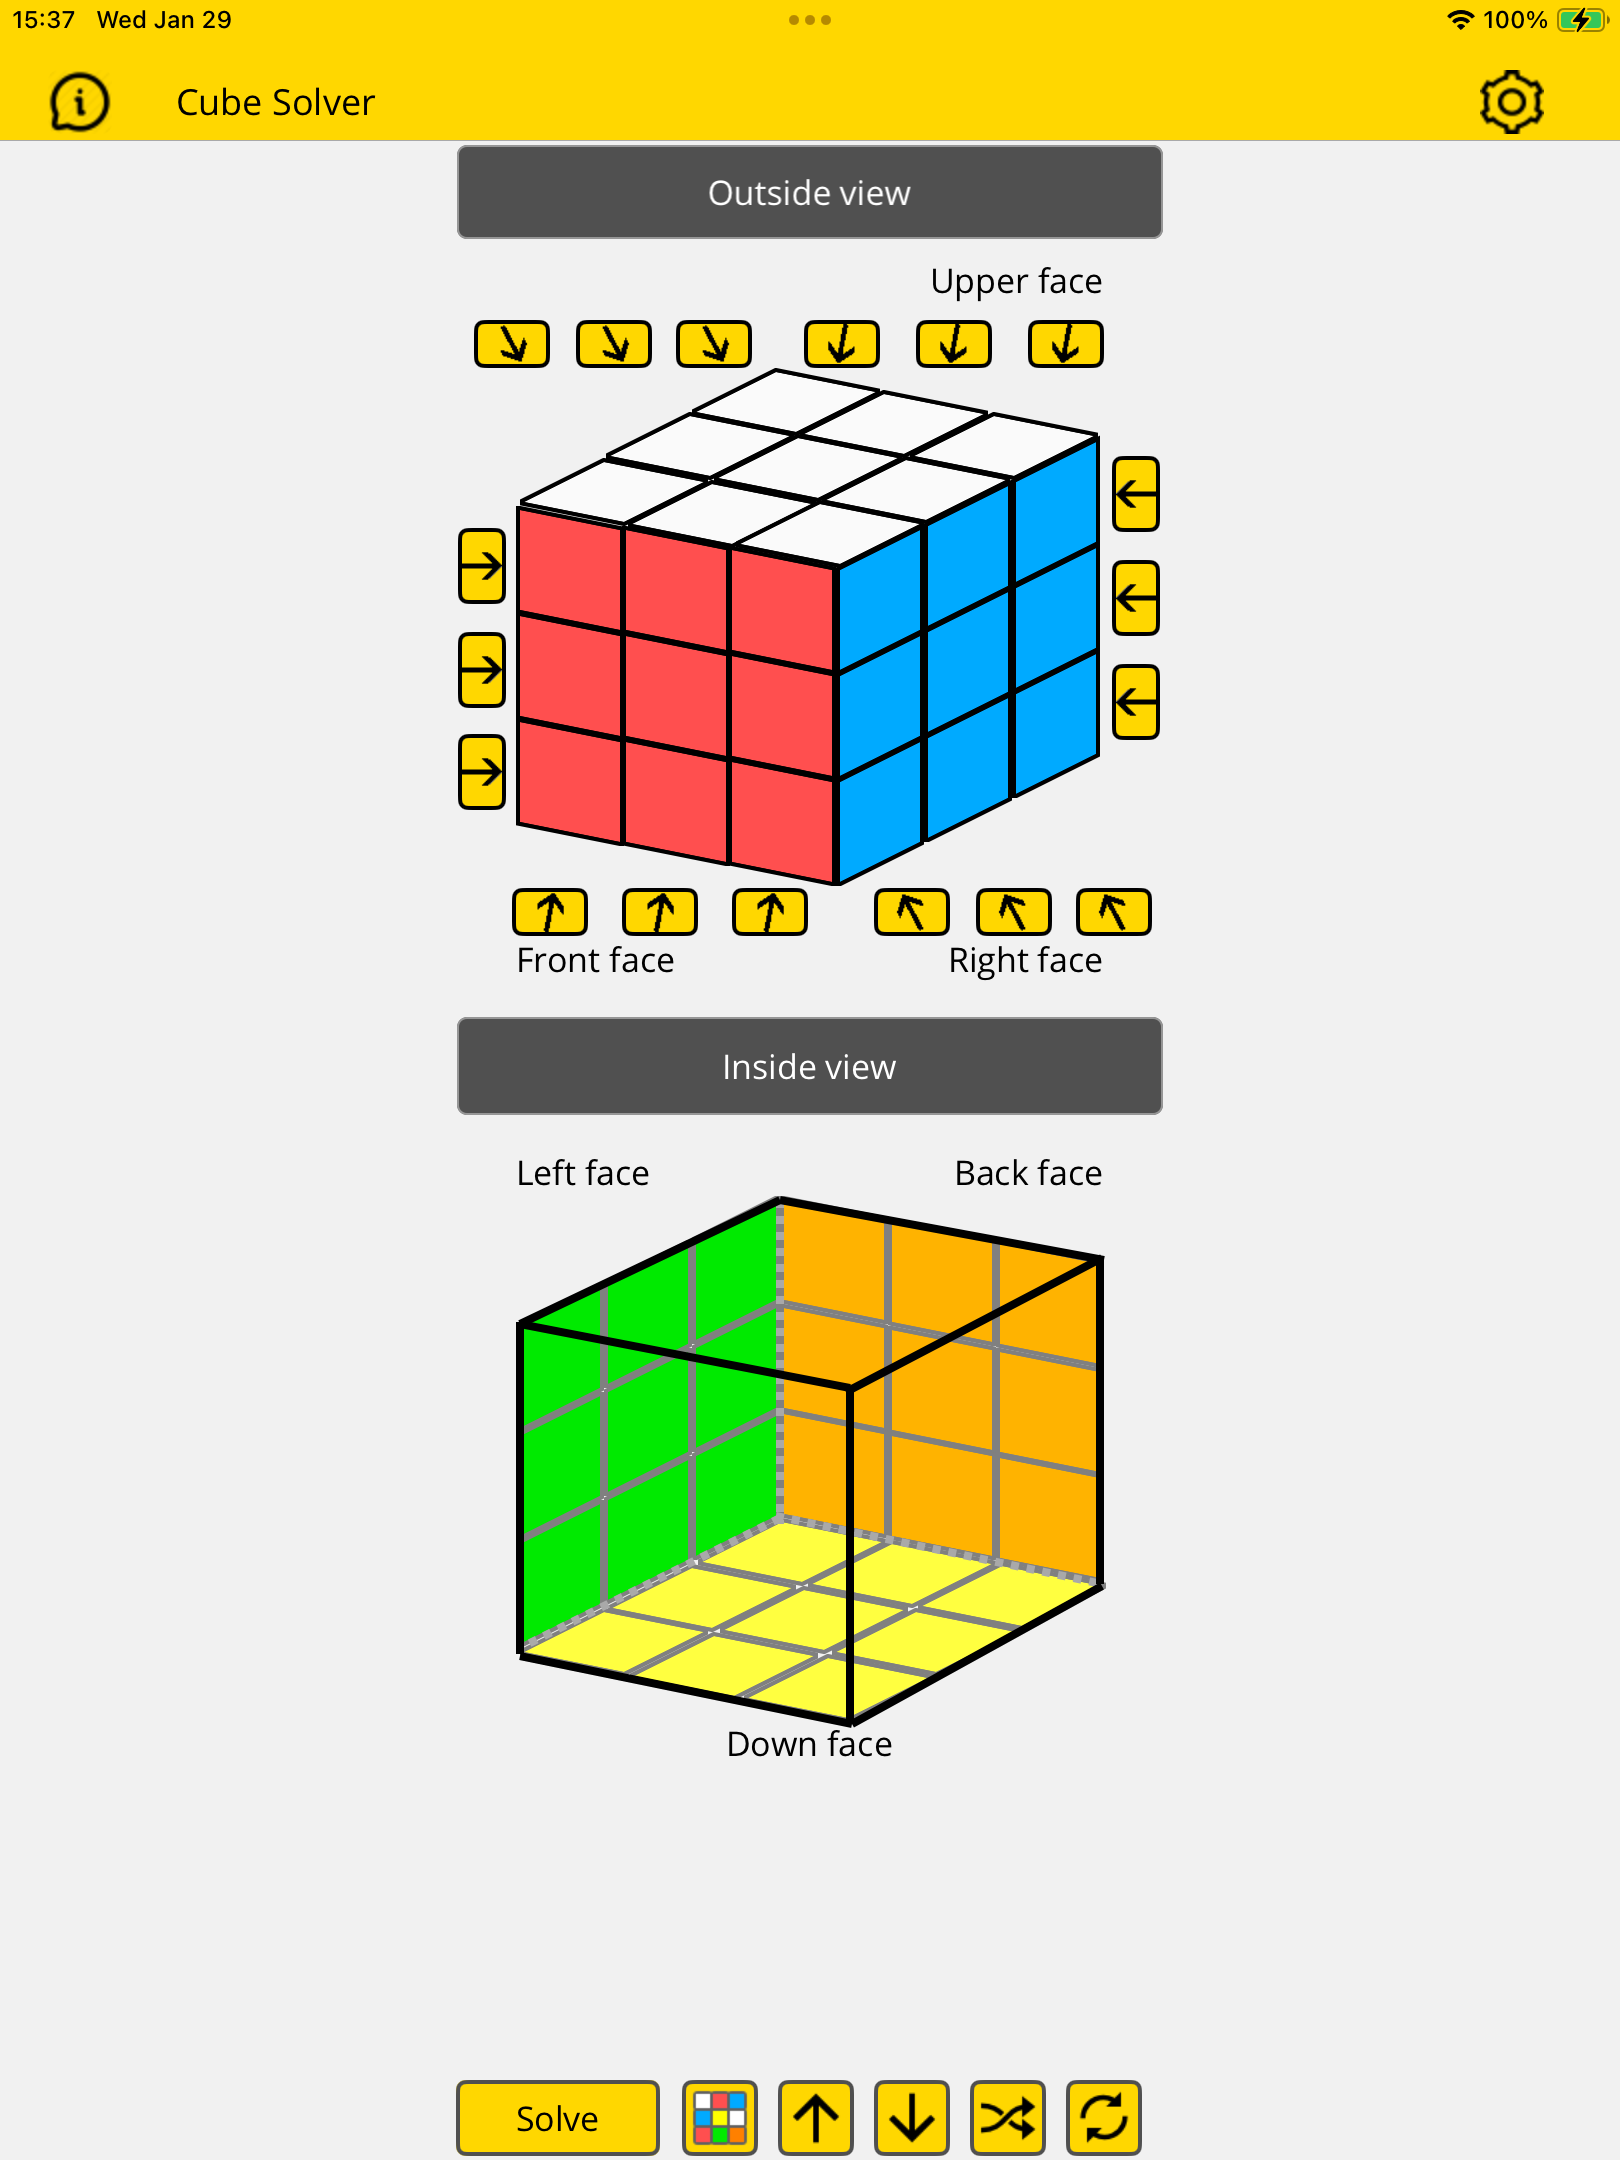 15:37 Wed Jan 29
100%
Cube Solver
Outside view
Upper face
Front face
Right face
Inside view
Left face
Back face
Down face
Solve